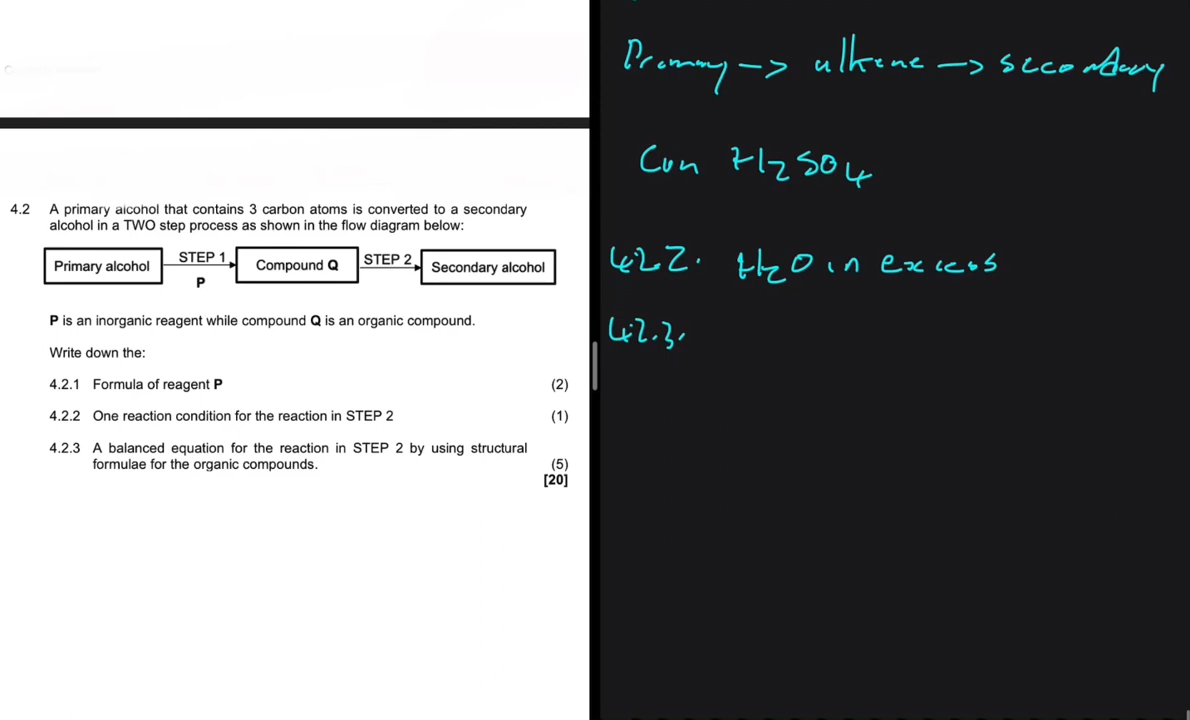 4.2 A primary alcohol that contains 3 carbon atoms is converted to a secondary
alcohol in a TWO step process as shown in the flow diagram below:
Primary alcohol STEP 1 P Compound Q STEP 2 Secondary alcohol
P is an inorganic reagent while compound Q is an organic compound.
Write down the:
4.2.1 Formula of reagent P (2)
4.2.2 One reaction condition for the reaction in STEP 2 (1)
4.2.3 A balanced equation for the reaction in STEP 2 by using structural
formulae for the organic compounds. (5)
[20]
Primary -> alkene -> secondary
Con H2SO4
4.2.2. H2O in excess
4.2.3.